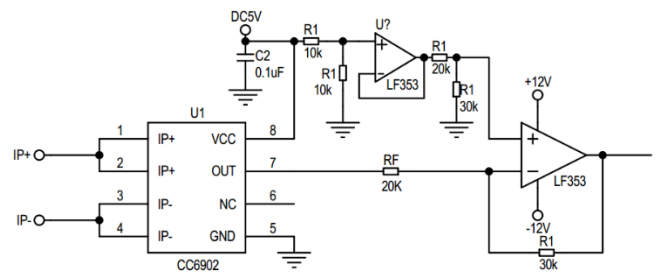 DC5V
C2
0.1uF
R1
10k
R1
10k
U?
LF353
R1
20k
R1
30k
+12V
LF353
-12V
R1
30k
RF
20K
U1
IP+
IP-
1
2
3
4
IP+
IP+
IP-
IP-
VCC
OUT
NC
GND
8
7
6
5
CC6902